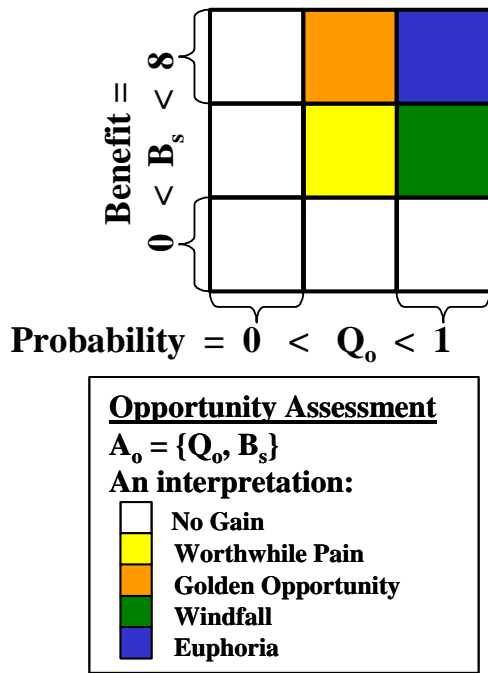 Benefit =
0 < Bs < 8
Probability = 0 < Qo < 1
Opportunity Assessment
Ao = {Qo, Bs}
An interpretation:
No Gain
Worthwhile Pain
Golden Opportunity
Windfall
Euphoria